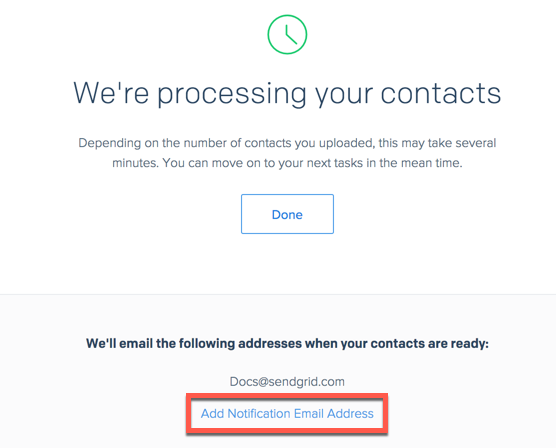 We're processing your contacts
Depending on the number of contacts you uploaded, this may take several
minutes. You can move on to your next tasks in the mean time.
Done
We'll email the following addresses when your contacts are ready:
Docs@sendgrid.com
Add Notification Email Address